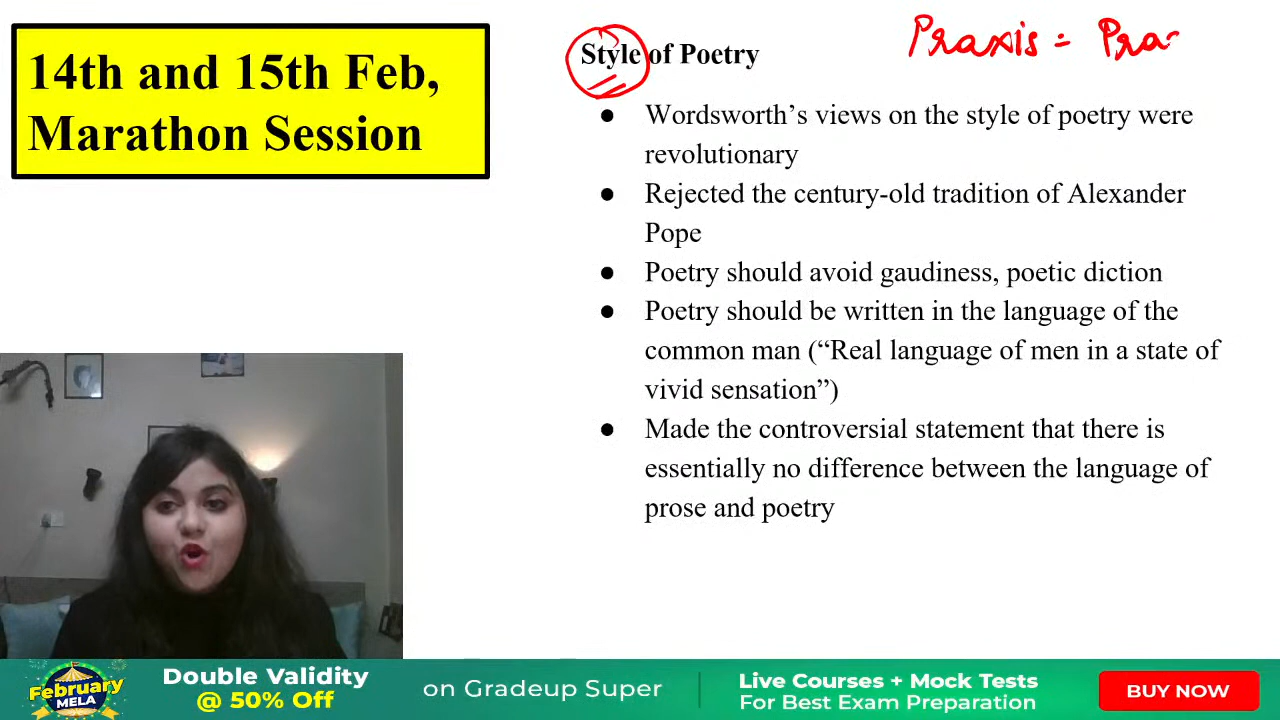 14th and 15th Feb,
Marathon Session
Style of Poetry
Praxis = Pra
● Wordsworth’s views on the style of poetry were
revolutionary
● Rejected the century-old tradition of Alexander
Pope
● Poetry should avoid gaudiness, poetic diction
● Poetry should be written in the language of the
common man (“Real language of men in a state of
vivid sensation”)
● Made the controversial statement that there is
essentially no difference between the language of
prose and poetry
February
MELA
Double Validity
@ 50% Off
on Gradeup Super
Live Courses + Mock Tests
For Best Exam Preparation
BUY NOW